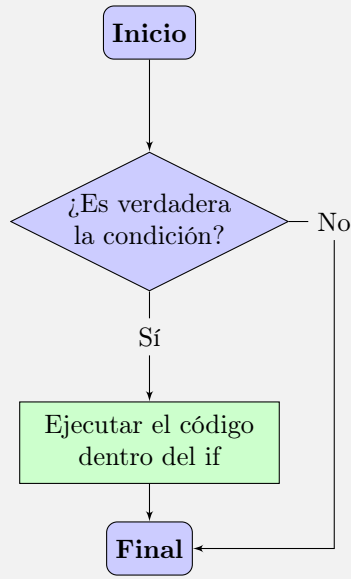 Inicio
¿Es verdadera
la condición?
No
Sí
Ejecutar el código
dentro del if
Final